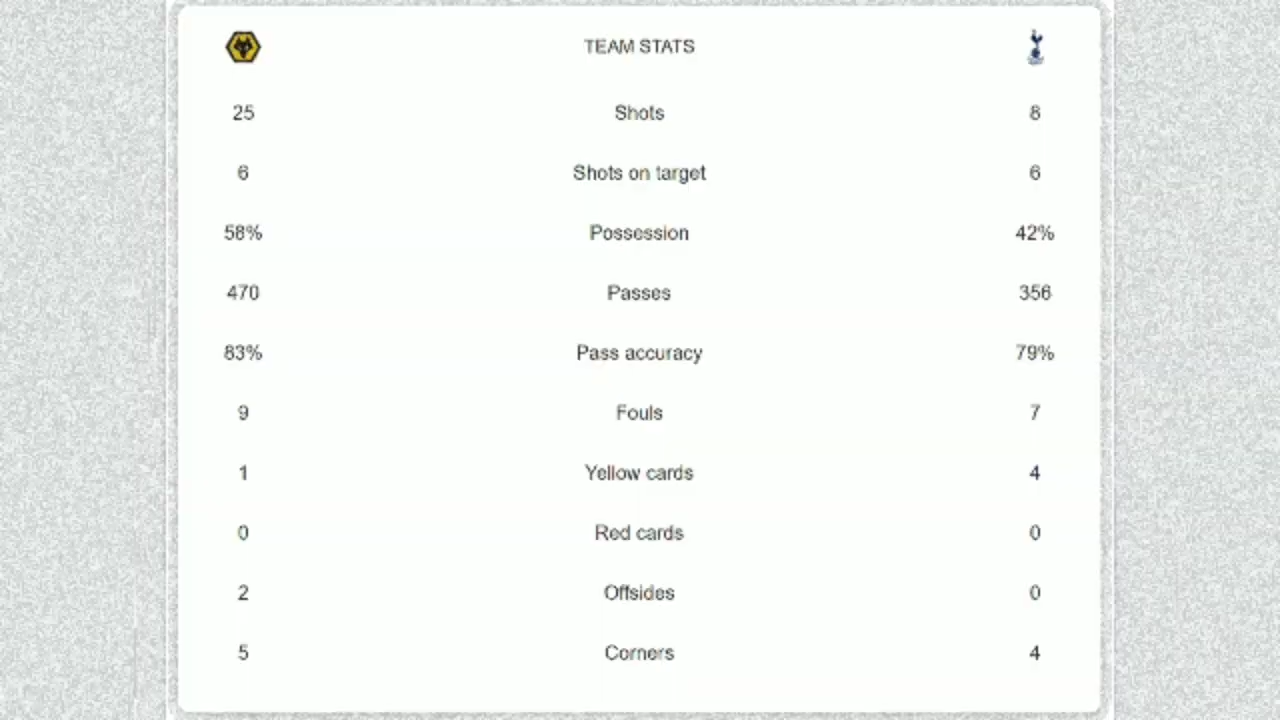 TEAM STATS
25 Shots 8
6 Shots on target 6
58% Possession 42%
470 Passes 356
83% Pass accuracy 79%
9 Fouls 7
1 Yellow cards 4
0 Red cards 0
2 Offsides 0
5 Corners 4